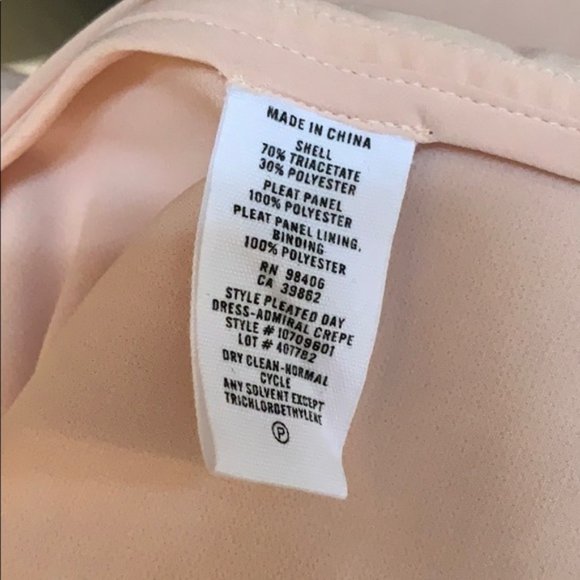 MADE IN CHINA
SHELL
70% TRIACETATE
30% POLYESTER
PLEAT PANEL
100% POLYESTER
PLEAT PANEL LINING,
BINDING
100% POLYESTER
RN 98406
CA 39862
STYLE PLEATED DAY
DRESS-ADMIRAL CREPE
STYLE # 10709601
LOT # 407782
DRY CLEAN-NORMAL
CYCLE
ANY SOLVENT EXCEPT
TRICHLOROETHYLENE
P